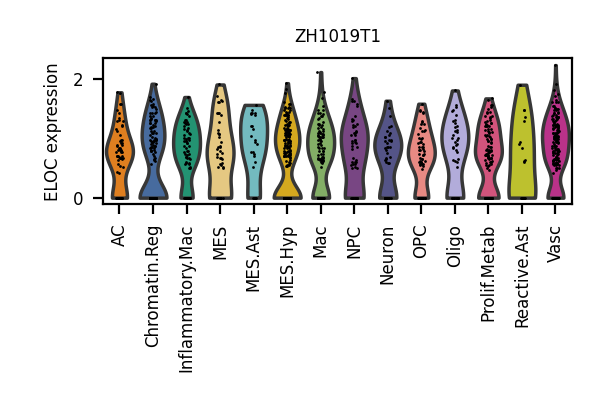 ZH1019T1
ELOC expression
2
0
AC
Chromatin.Reg
Inflammatory.Mac
MES
MES.Ast
MES.Hyp
Mac
NPC
Neuron
OPC
Oligo
Prolif.Metab
Reactive.Ast
Vasc